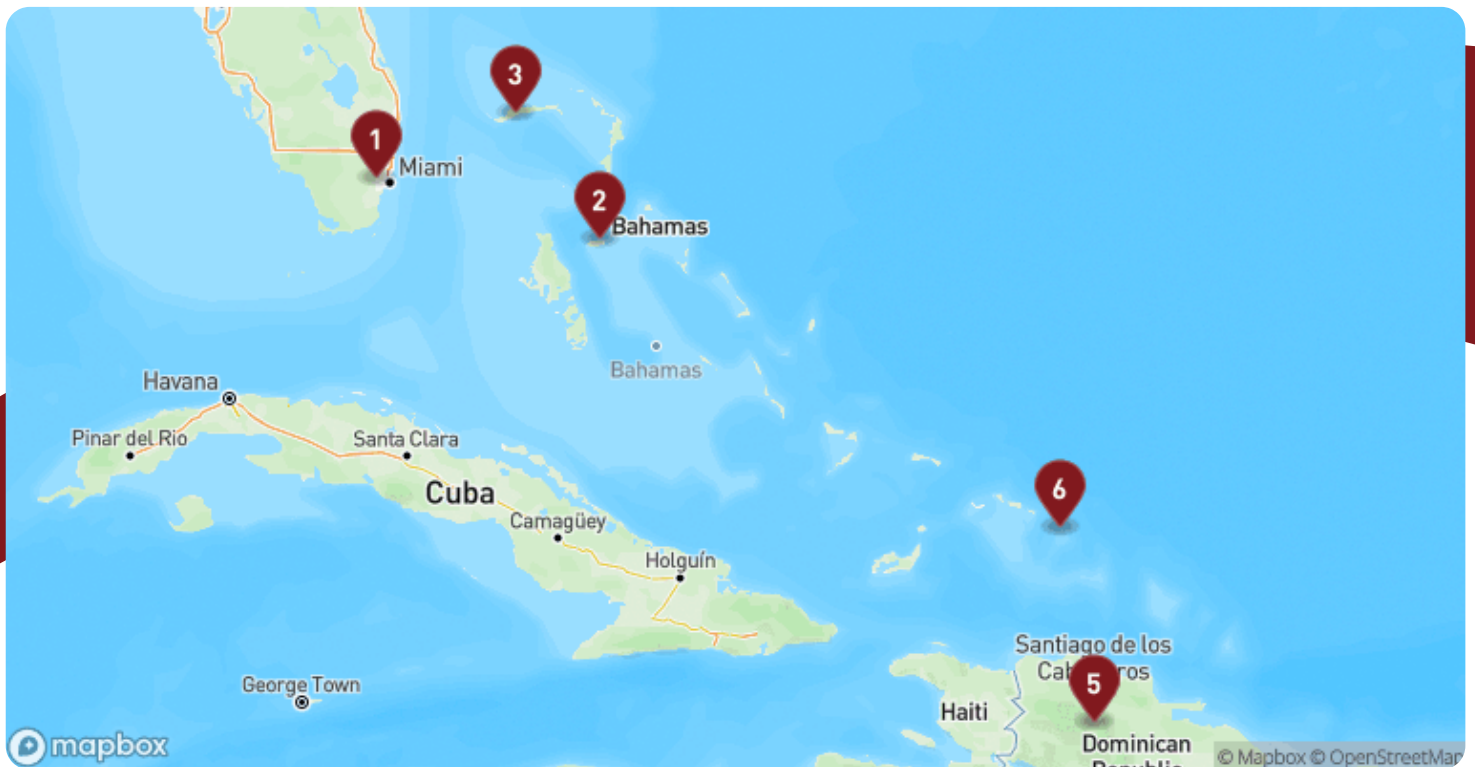 3
1
Miami
2
Bahamas
Bahamas
Havana
Pinar del Rio
Santa Clara
Cuba
Camagüey
Holguín
6
George Town
Santiago de los
5
Haiti
Dominican
mapbox
© Mapbox © OpenStreetMap